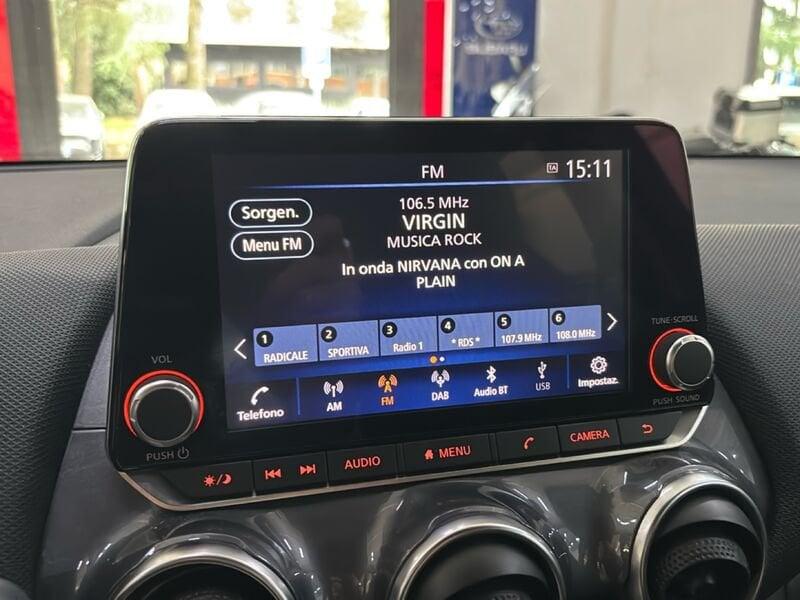 SUBARU
FM
TA 15:11
Sorgen.
Menu FM
106.5 MHz
VIRGIN
MUSICA ROCK
In onda NIRVANA con ON A
PLAIN
1 RADICALE
2 SPORTIVA
3 Radio 1
4 * RDS *
5 107.9 MHz
6 108.0 MHz
Telefono
AM
FM
DAB
Audio BT
USB
Impostaz.
VOL
PUSH
TUNE·SCROLL
PUSH SOUND
AUDIO
MENU
CAMERA